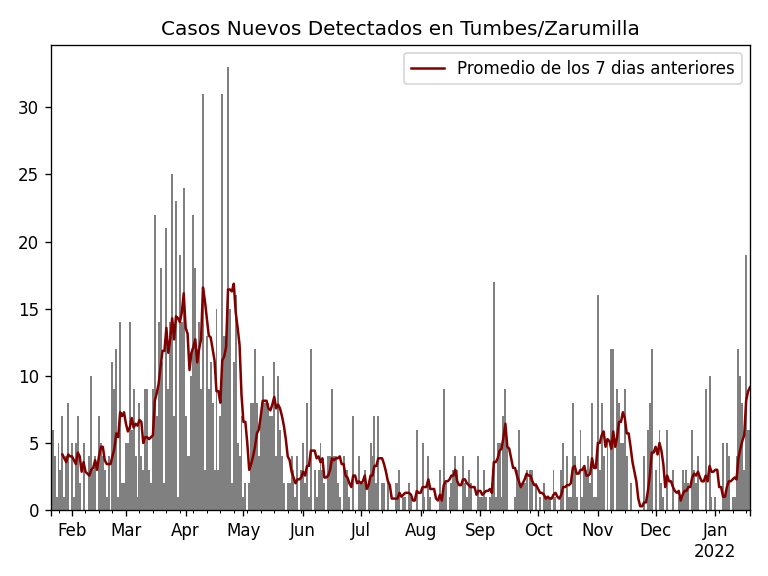 Casos Nuevos Detectados en Tumbes/Zarumilla
Promedio de los 7 dias anteriores
30
25
20
15
10
5
0
Feb Mar Apr May Jun Jul Aug Sep Oct Nov Dec Jan
2022